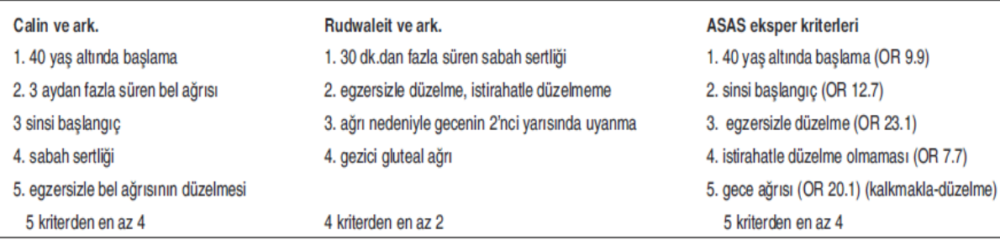 Calin ve ark.
1. 40 yaş altında başlama
2. 3 aydan fazla süren bel ağrısı
3 sinsi başlangıç
4. sabah sertliği
5. egzersizle bel ağrısının düzelmesi
5 kriterden en az 4
Rudwaleit ve ark.
1. 30 dk.dan fazla süren sabah sertliği
2. egzersizle düzelme, istirahatle düzelmeme
3. ağrı nedeniyle gecenin 2'nci yarısında uyanma
4. gezici gluteal ağrı
4 kriterden en az 2
ASAS eksper kriterleri
1. 40 yaş altında başlama (OR 9.9)
2. sinsi başlangıç (OR 12.7)
3. egzersizle düzelme (OR 23.1)
4. istirahatle düzelme olmaması (OR 7.7)
5. gece ağrısı (OR 20.1) (kalkmakla-düzelme)
5 kriterden en az 4